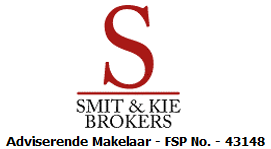 S
SMIT & KIE
BROKERS
Adviserende Makelaar - FSP No. - 43148